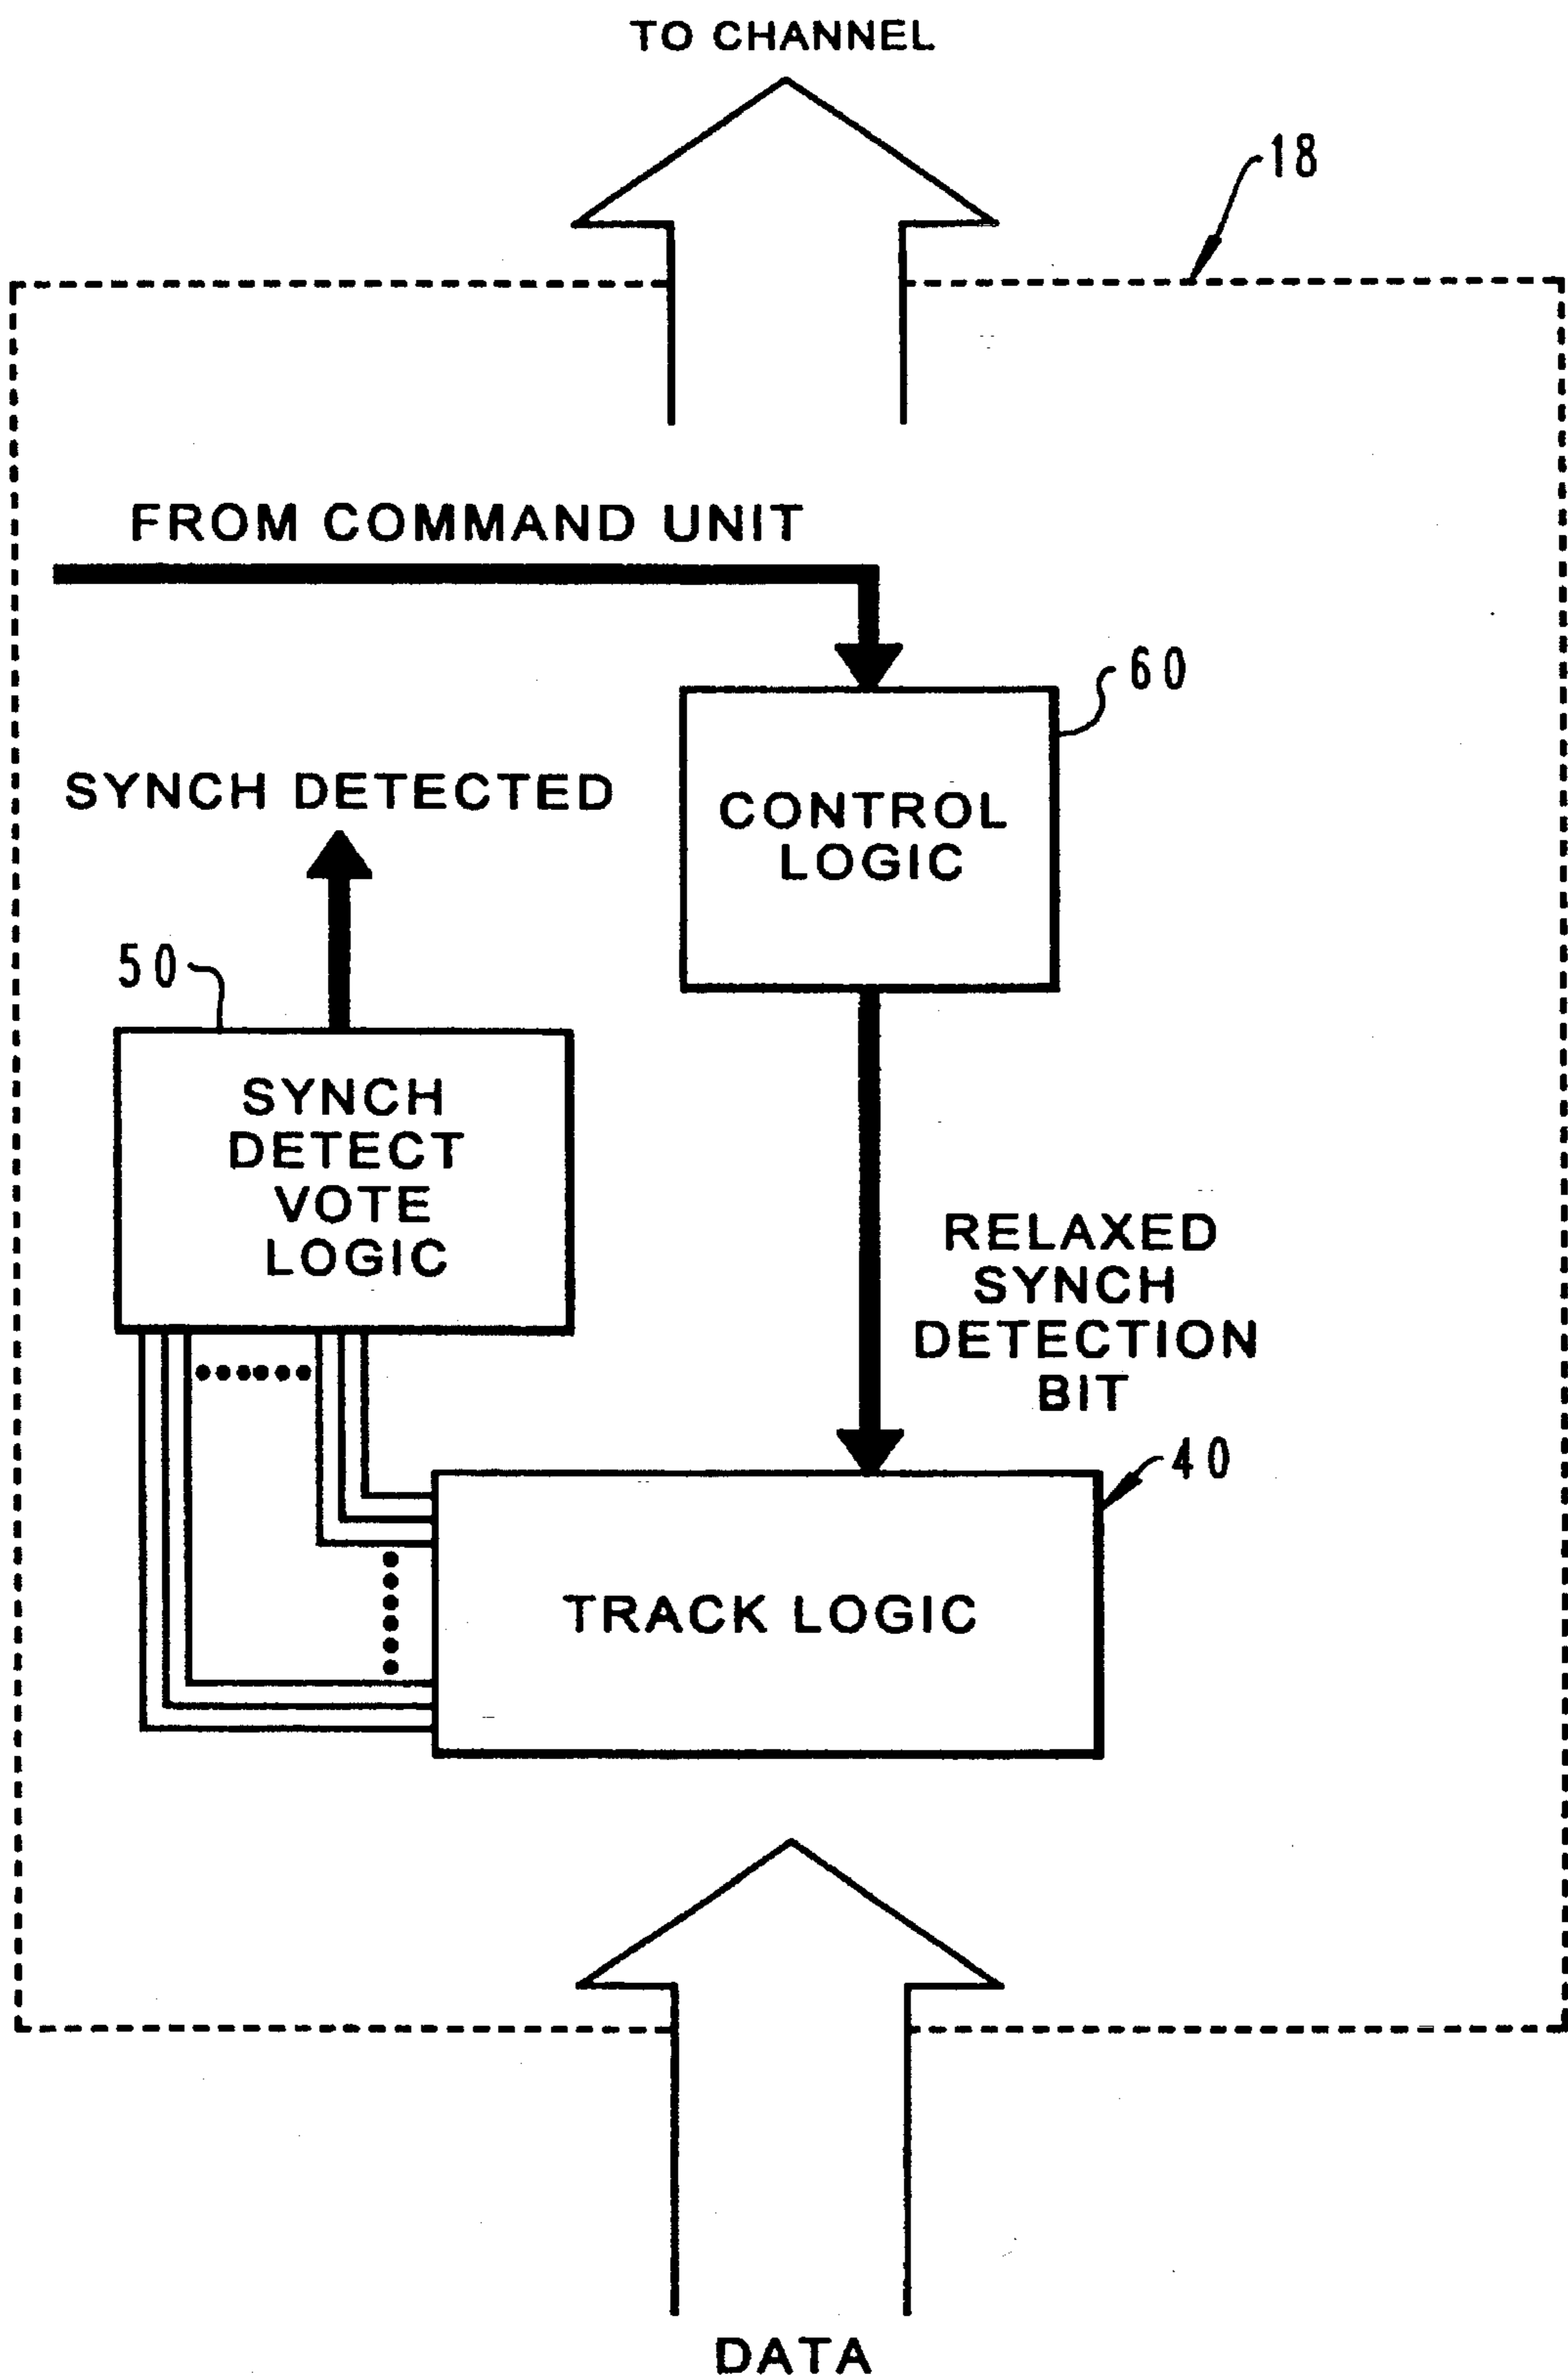 TO CHANNEL
18
FROM COMMAND UNIT
60
SYNCH DETECTED
CONTROL
LOGIC
50
SYNCH
DETECT
VOTE
LOGIC
RELAXED
SYNCH
DETECTION
BIT
40
TRACK LOGIC
DATA